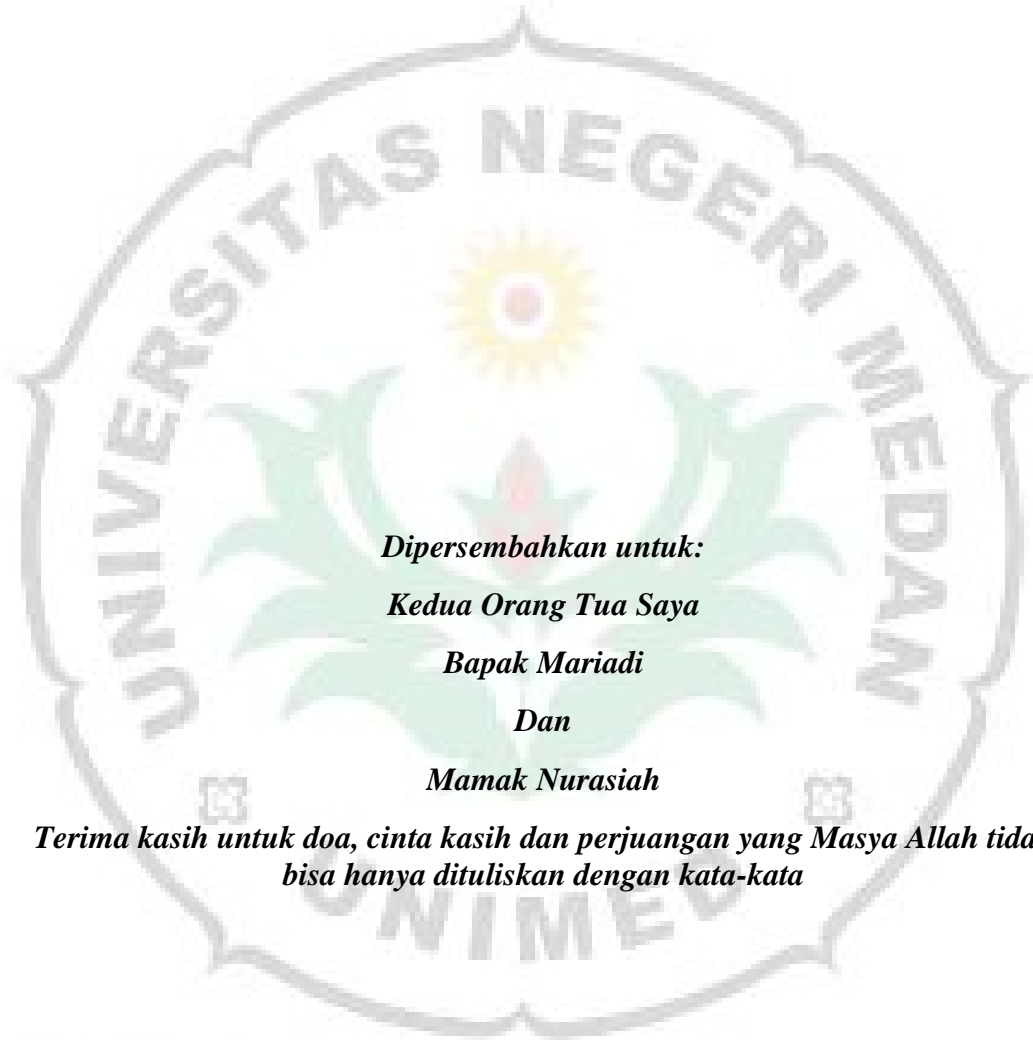 UNIVERSITAS NEGERI MEDAN
Dipersembahkan untuk:
Kedua Orang Tua Saya
Bapak Mariadi
Dan
Mamak Nurasiah
Terima kasih untuk doa, cinta kasih dan perjuangan yang Masya Allah tida
bisa hanya dituliskan dengan kata-kata
UNIMED